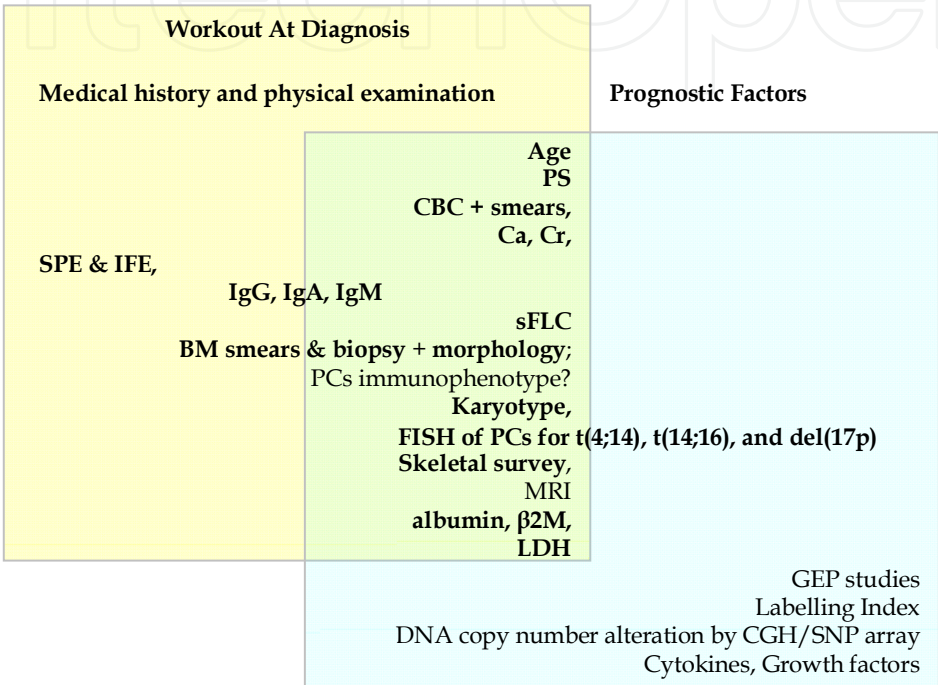 Workout At Diagnosis
Medical history and physical examination
Prognostic Factors
Age
PS
CBC + smears,
Ca, Cr,
SPE & IFE,
IgG, IgA, IgM
sFLC
BM smears & biopsy + morphology;
PCs immunophenotype?
Karyotype,
FISH of PCs for t(4;14), t(14;16), and del(17p)
Skeletal survey,
MRI
albumin, β2M,
LDH
GEP studies
Labelling Index
DNA copy number alteration by CGH/SNP array
Cytokines, Growth factors